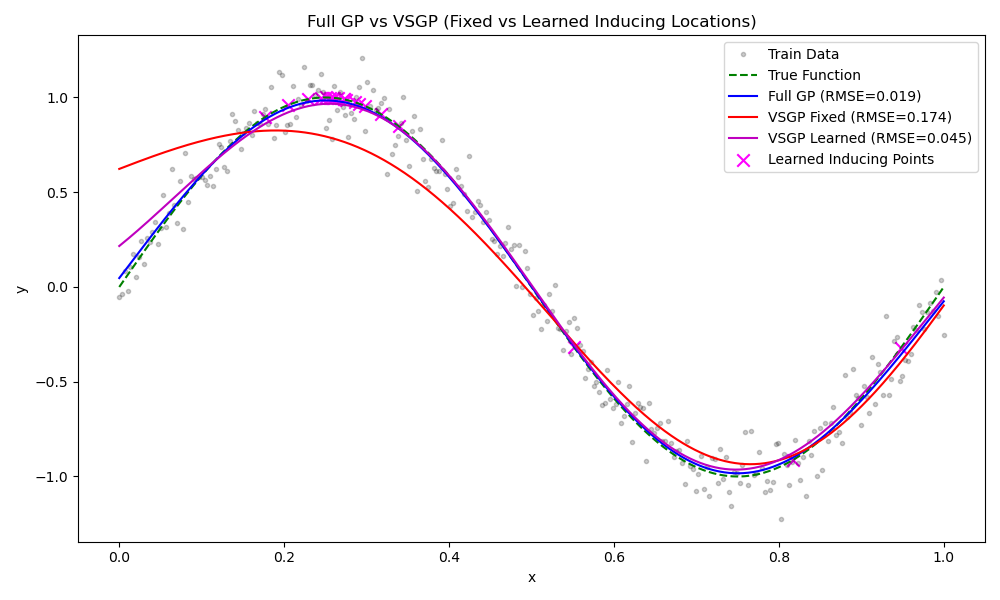 Full GP vs VSGP (Fixed vs Learned Inducing Locations)
Train Data
True Function
Full GP (RMSE=0.019)
VSGP Fixed (RMSE=0.174)
VSGP Learned (RMSE=0.045)
Learned Inducing Points
y
1.0
0.5
0.0
−0.5
−1.0
0.0 0.2 0.4 0.6 0.8 1.0
x